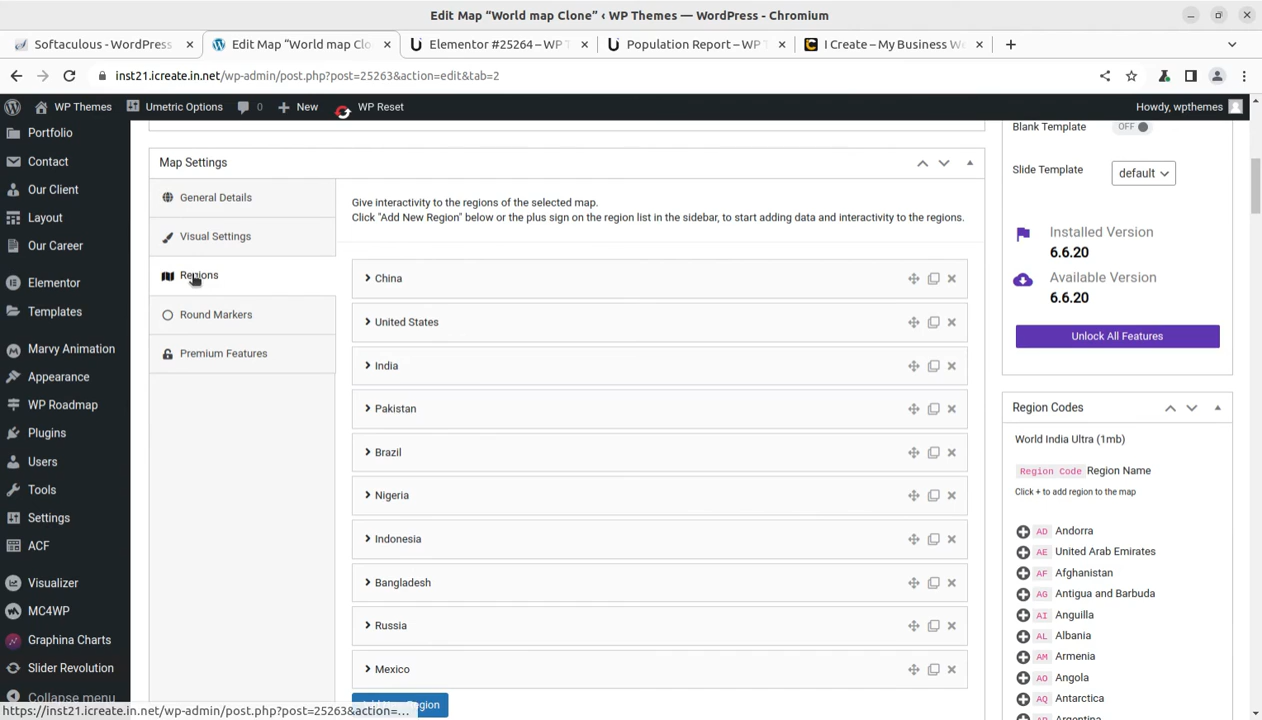 Edit Map “World map Clone” ‹ WP Themes — WordPress - Chromium
Softaculous - WordPress
Edit Map “World map Clo
Elementor #25264 – WP T
Population Report – WP T
I Create – My Business W
inst21.icreate.in.net/wp-admin/post.php?post=25263&action=edit&tab=2
WP Themes
Umetric Options
0
New
WP Reset
Howdy, wpthemes
Portfolio
Contact
Our Client
Layout
Our Career
Elementor
Templates
Marvy Animation
Appearance
WP Roadmap
Plugins
Users
Tools
Settings
ACF
Visualizer
MC4WP
Graphina Charts
Slider Revolution
Collapse menu
Map Settings
General Details
Visual Settings
Regions
Round Markers
Premium Features
Give interactivity to the regions of the selected map.
Click "Add New Region" below or the plus sign on the region list in the sidebar, to start adding data and interactivity to the regions.
China
United States
India
Pakistan
Brazil
Nigeria
Indonesia
Bangladesh
Russia
Mexico
Region
Blank Template
OFF
Slide Template
default
Installed Version
6.6.20
Available Version
6.6.20
Unlock All Features
Region Codes
World India Ultra (1mb)
Region Code Region Name
Click + to add region to the map
AD Andorra
AE United Arab Emirates
AF Afghanistan
AG Antigua and Barbuda
AI Anguilla
AL Albania
AM Armenia
AO Angola
AQ Antarctica
Argentina
https://inst21.icreate.in.net/wp-admin/post.php?post=25263&action=...